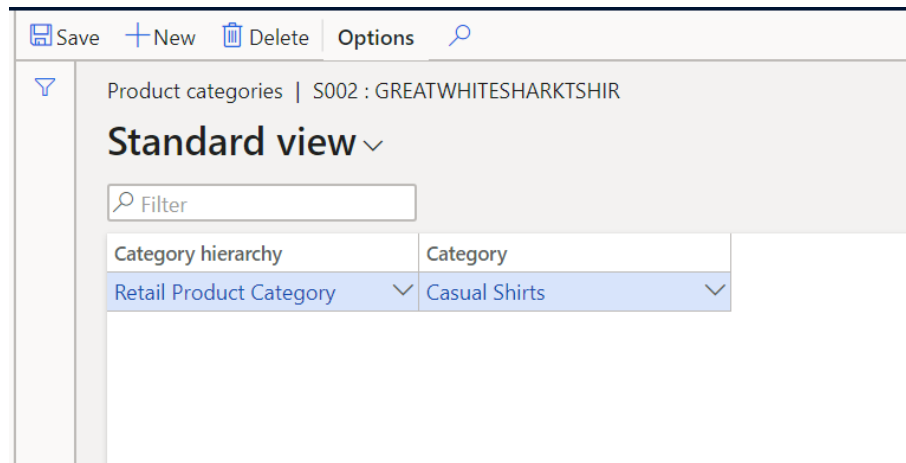 Save New Delete Options
Product categories | S002 : GREATWHITESHARKTSHIR
Standard view
Filter
Category hierarchy Category
Retail Product Category Casual Shirts